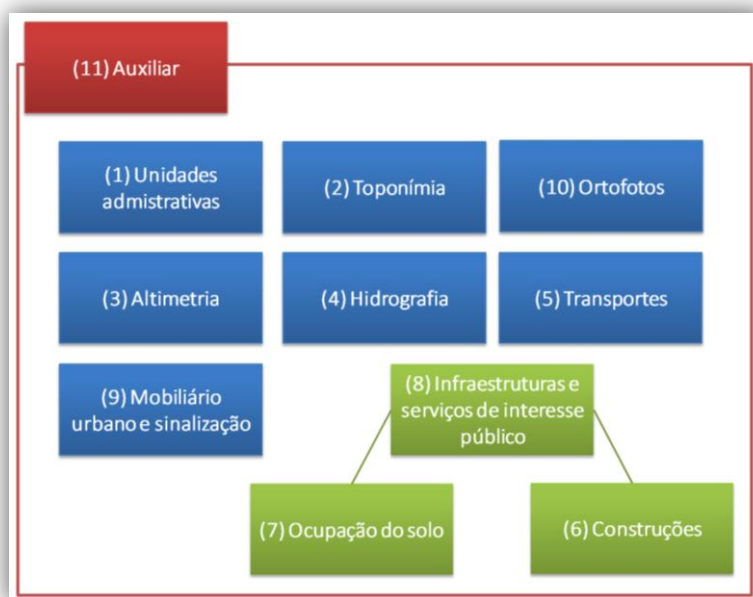 (11) Auxiliar
(1) Unidades
admistrativas
(2) Toponímia
(10) Ortofotos
(3) Altimetria
(4) Hidrografia
(5) Transportes
(9) Mobiliário
urbano e sinalização
(8) Infraestruturas e
serviços de interesse
público
(7) Ocupação do solo
(6) Construções